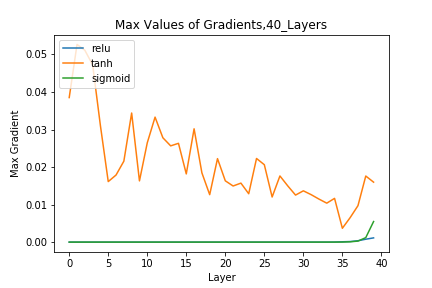 Max Values of Gradients,40_Layers
relu
tanh
sigmoid
Max Gradient
0.05
0.04
0.03
0.02
0.01
0.00
0 5 10 15 20 25 30 35 40
Layer